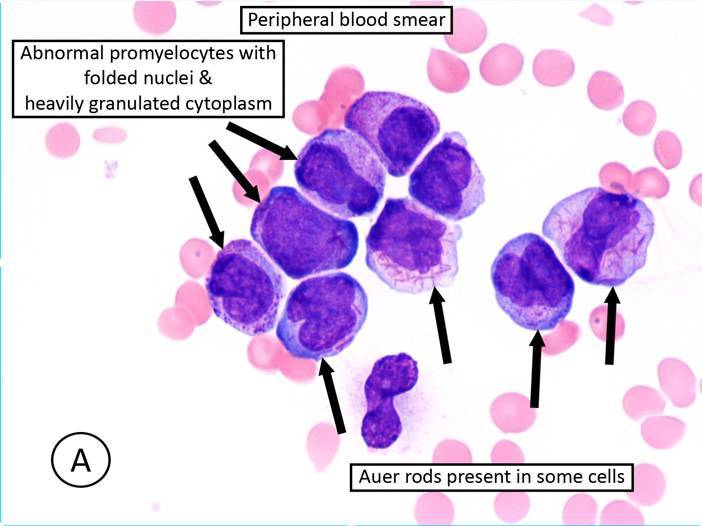 Peripheral blood smear
Abnormal promyelocytes with
folded nuclei &
heavily granulated cytoplasm
A
Auer rods present in some cells